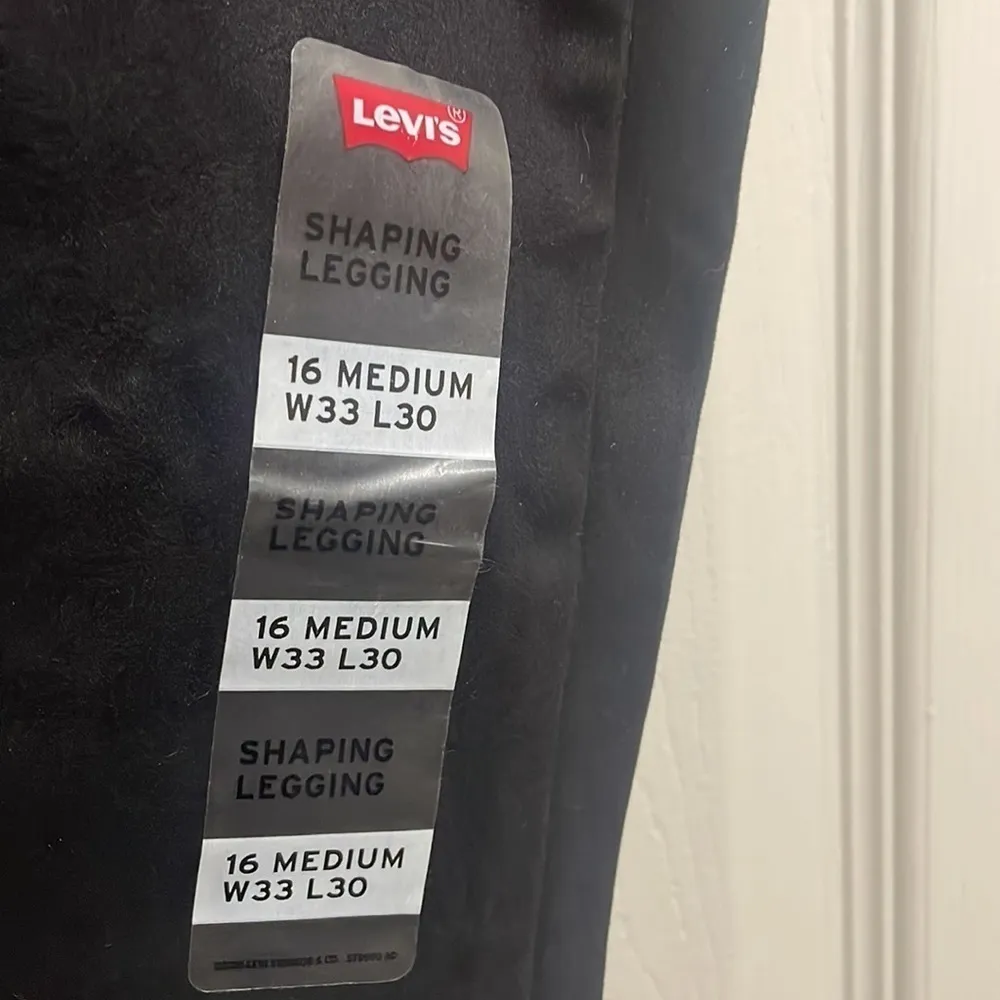 Levi's®
SHAPING
LEGGING
16 MEDIUM
W33 L30
SHAPING
LEGGING
16 MEDIUM
W33 L30
SHAPING
LEGGING
16 MEDIUM
W33 L30
& CO.